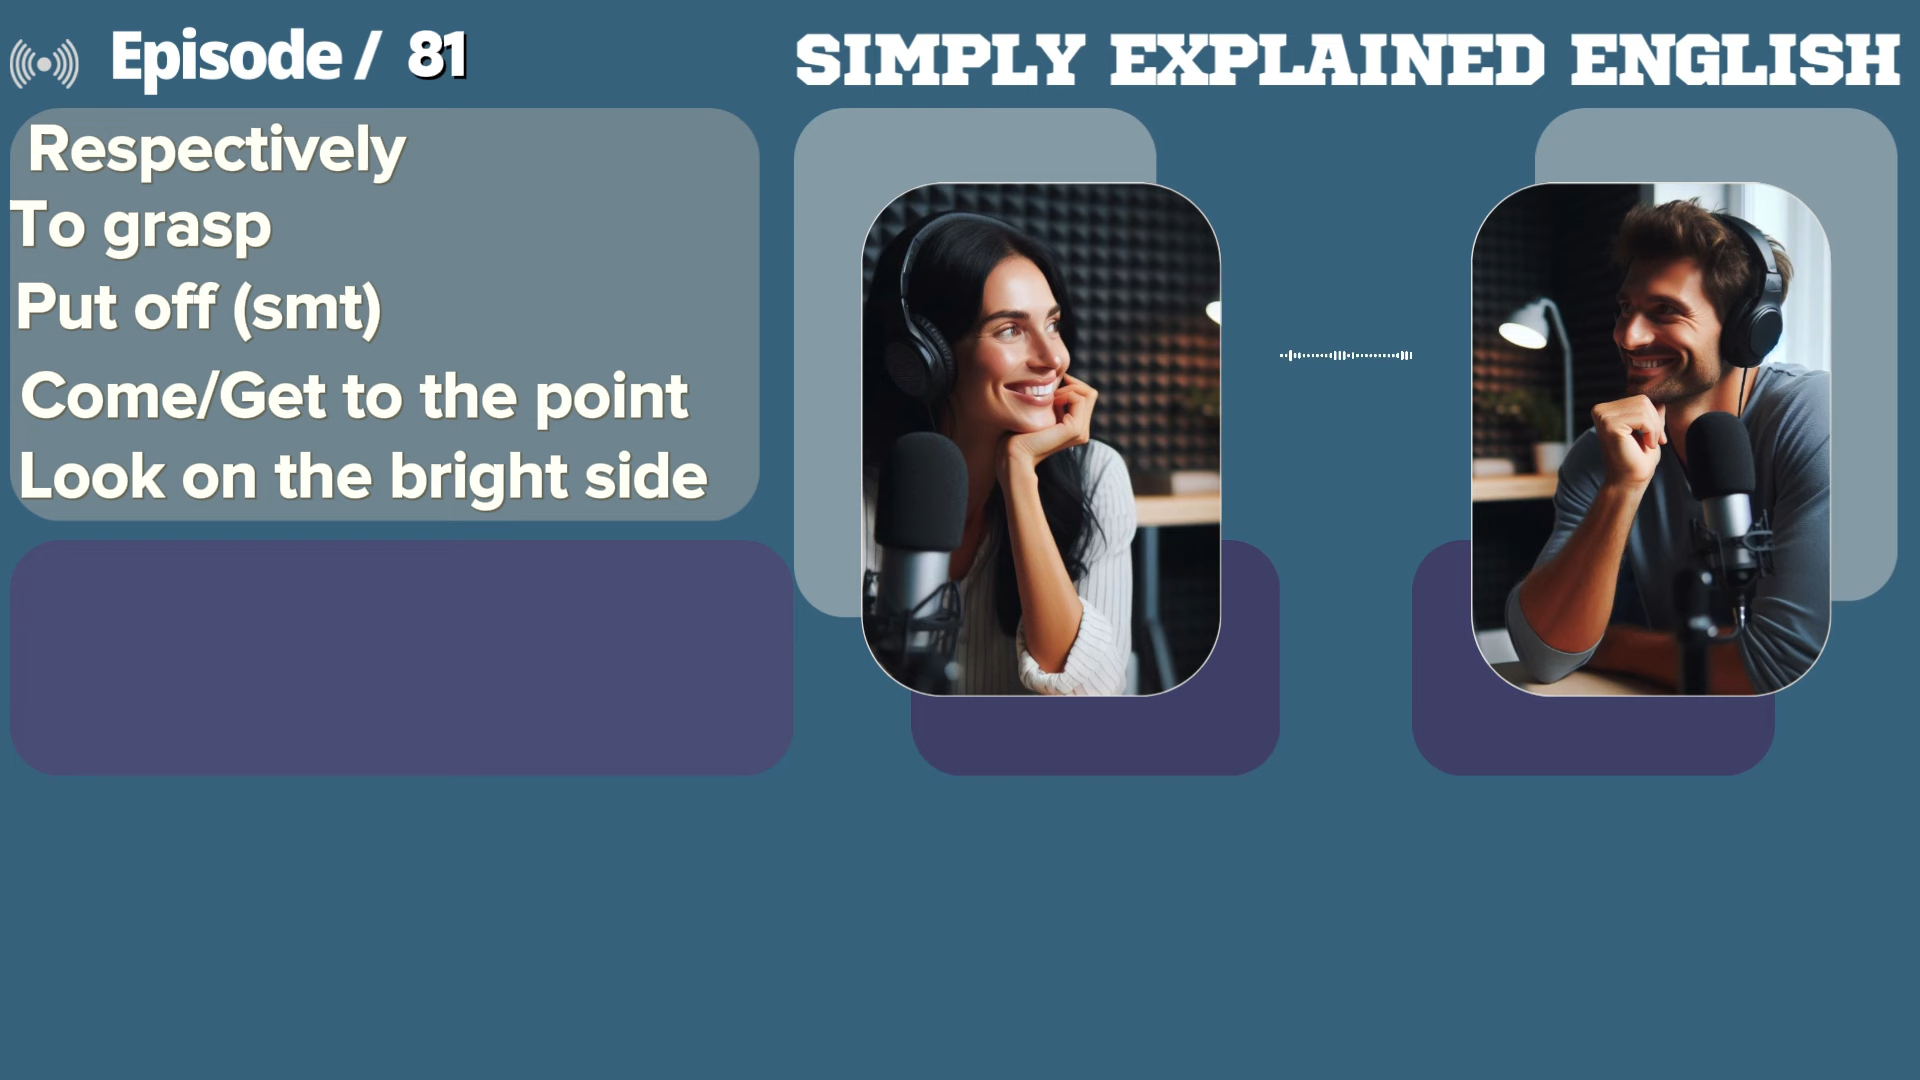 Episode / 81
SIMPLY EXPLAINED ENGLISH
Respectively
To grasp
Put off (smt)
Come/Get to the point
Look on the bright side